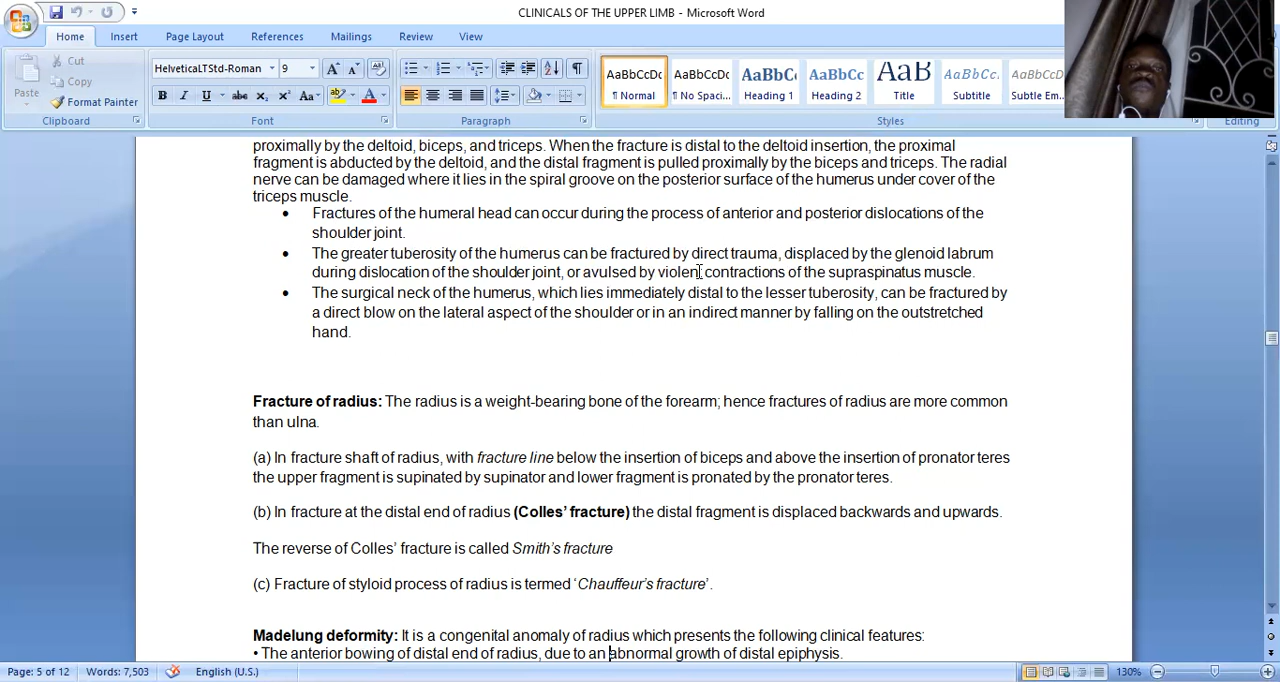 CLINICALS OF THE UPPER LIMB - Microsoft Word
Home Insert Page Layout References Mailings Review View
Cut
Copy
Format Painter
Paste
Clipboard
HelveticaLTStd-Roman 9
Font
Paragraph
AaBbCcDc AaBbCcDc AaBbC AaBbCc AaB AaBbCc. AaBbCcDc
¶ Normal ¶ No Spaci... Heading 1 Heading 2 Title Subtitle Subtle Em...
Styles
Editing
proximally by the deltoid, biceps, and triceps. When the fracture is distal to the deltoid insertion, the proximal
fragment is abducted by the deltoid, and the distal fragment is pulled proximally by the biceps and triceps. The radial
nerve can be damaged where it lies in the spiral groove on the posterior surface of the humerus under cover of the
triceps muscle.
• Fractures of the humeral head can occur during the process of anterior and posterior dislocations of the
shoulder joint.
• The greater tuberosity of the humerus can be fractured by direct trauma, displaced by the glenoid labrum
during dislocation of the shoulder joint, or avulsed by violent contractions of the supraspinatus muscle.
• The surgical neck of the humerus, which lies immediately distal to the lesser tuberosity, can be fractured by
a direct blow on the lateral aspect of the shoulder or in an indirect manner by falling on the outstretched
hand.
Fracture of radius: The radius is a weight-bearing bone of the forearm; hence fractures of radius are more common
than ulna.
(a) In fracture shaft of radius, with fracture line below the insertion of biceps and above the insertion of pronator teres
the upper fragment is supinated by supinator and lower fragment is pronated by the pronator teres.
(b) In fracture at the distal end of radius (Colles’ fracture) the distal fragment is displaced backwards and upwards.
The reverse of Colles’ fracture is called Smith’s fracture
(c) Fracture of styloid process of radius is termed ‘Chauffeur’s fracture’.
Madelung deformity: It is a congenital anomaly of radius which presents the following clinical features:
• The anterior bowing of distal end of radius, due to an abnormal growth of distal epiphysis.
Page: 5 of 12 Words: 7,503 English (U.S.) 130%